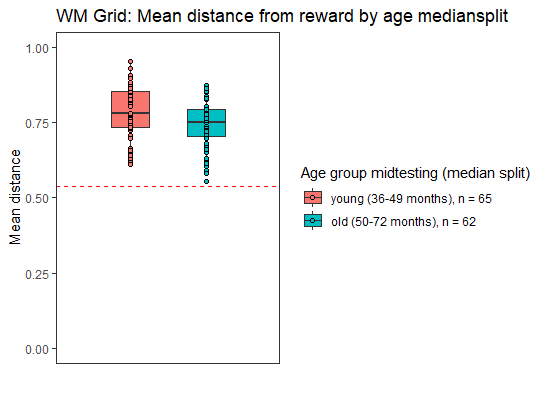 WM Grid: Mean distance from reward by age mediansplit
1.00
0.75
0.50
0.25
0.00
Mean distance
Age group midtesting (median split)
young (36-49 months), n = 65
old (50-72 months), n = 62